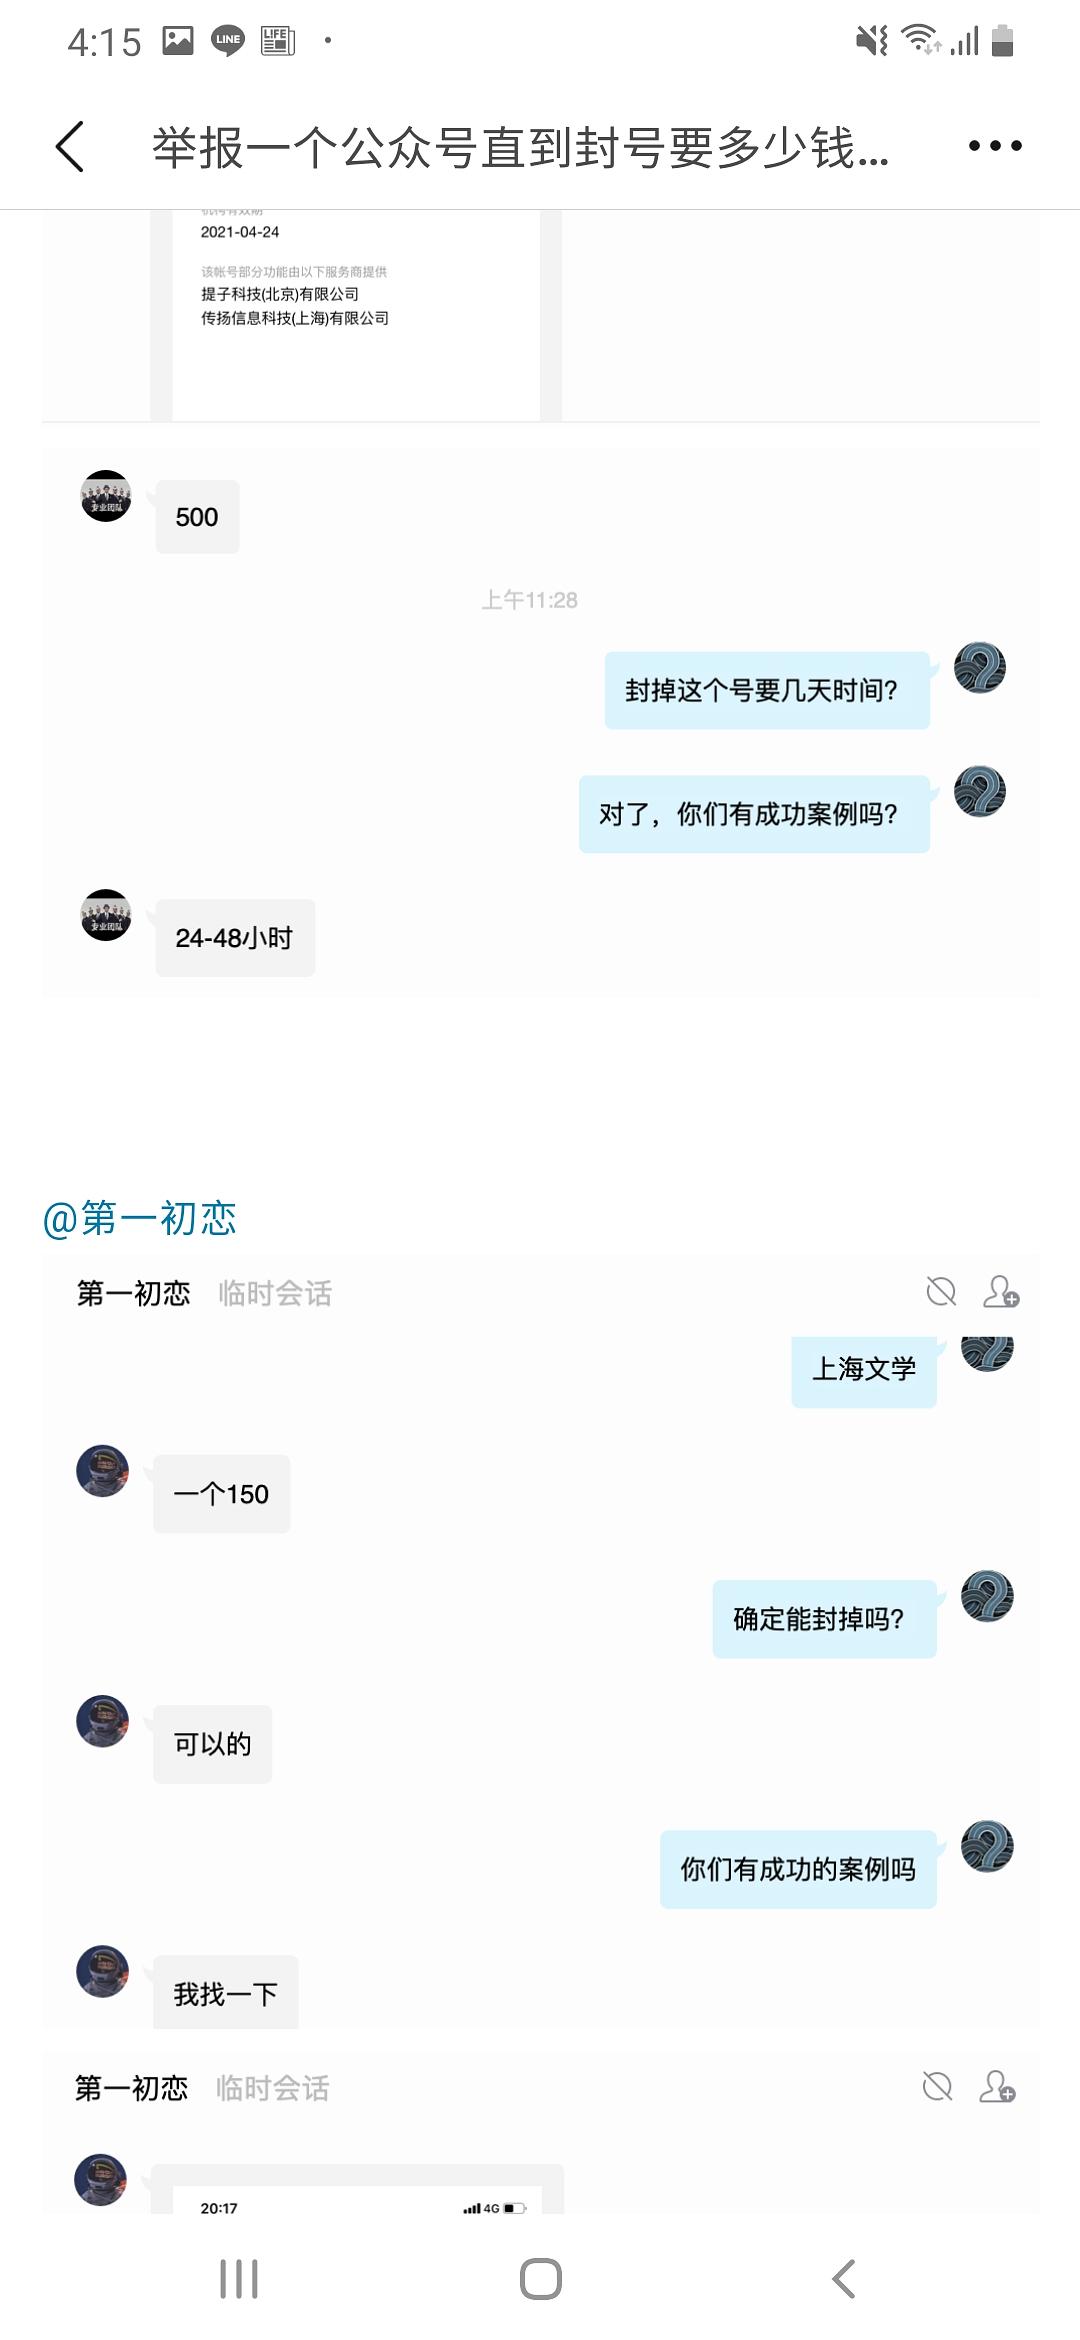 4:15
LINE
LIFE
举报一个公众号直到封号要多少钱...
机构有效期
2021-04-24
该帐号部分功能由以下服务商提供
提子科技(北京)有限公司
传扬信息科技(上海)有限公司
专业团队
500
上午11:28
封掉这个号要几天时间?
对了，你们有成功案例吗?
专业团队
24-48小时
@第一初恋
第一初恋 临时会话
上海文学
一个150
确定能封掉吗?
可以的
你们有成功的案例吗
我找一下
第一初恋 临时会话
20:17
4G